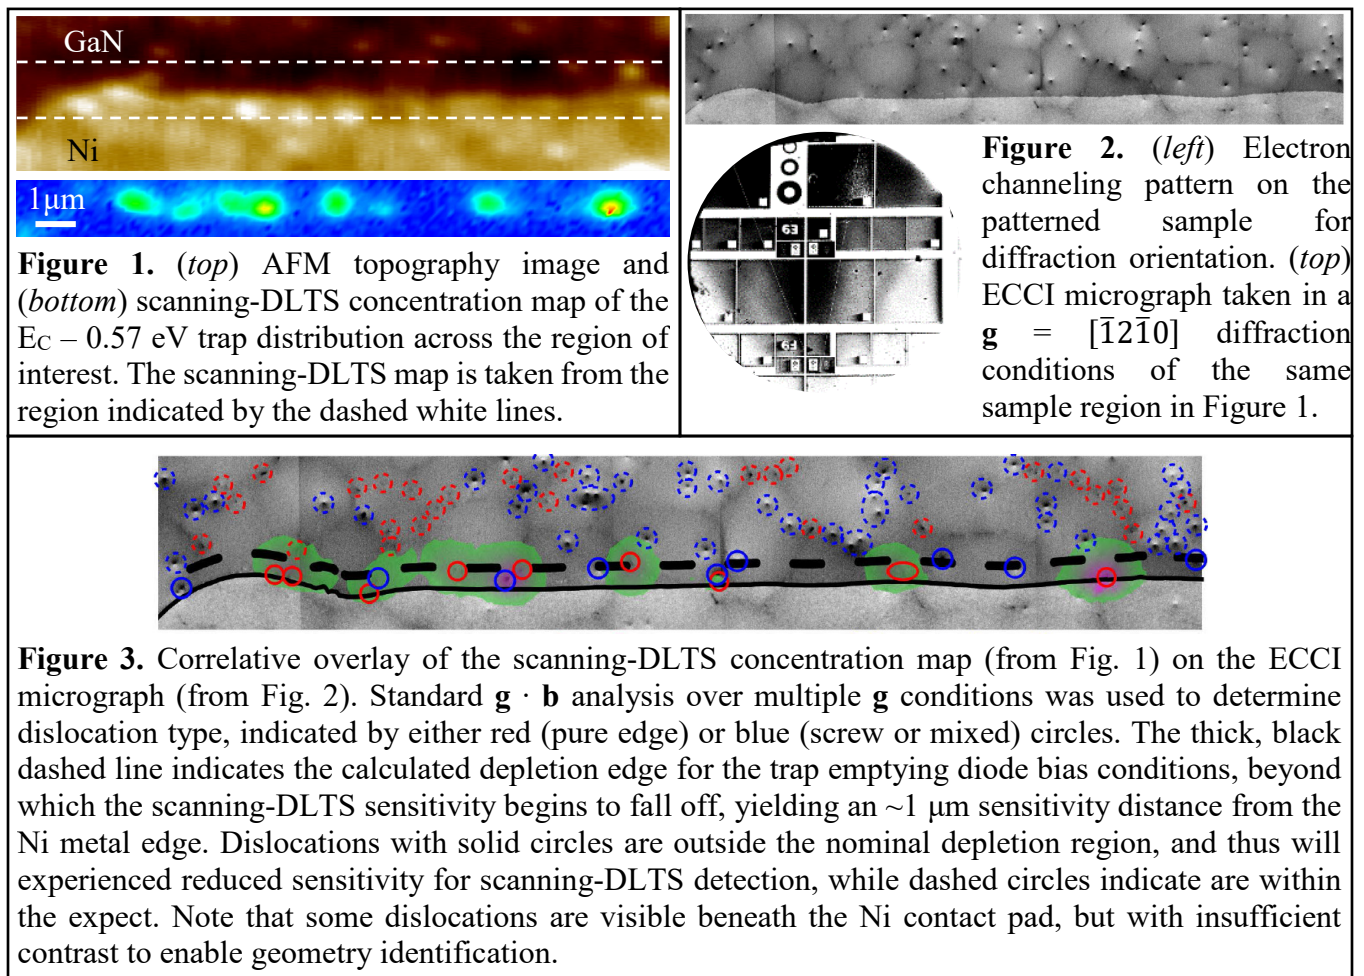 GaN
Ni
1μm
Figure 1. (top) AFM topography image and
(bottom) scanning-DLTS concentration map of the
EC – 0.57 eV trap distribution across the region of
interest. The scanning-DLTS map is taken from the
region indicated by the dashed white lines.
63
63
Figure 2. (left) Electron
channeling pattern on the
patterned sample for
diffraction orientation. (top)
ECCI micrograph taken in a
g = [1̄21̄0] diffraction
conditions of the same
sample region in Figure 1.
Figure 3. Correlative overlay of the scanning-DLTS concentration map (from Fig. 1) on the ECCI
micrograph (from Fig. 2). Standard g · b analysis over multiple g conditions was used to determine
dislocation type, indicated by either red (pure edge) or blue (screw or mixed) circles. The thick, black
dashed line indicates the calculated depletion edge for the trap emptying diode bias conditions, beyond
which the scanning-DLTS sensitivity begins to fall off, yielding an ~1 μm sensitivity distance from the
Ni metal edge. Dislocations with solid circles are outside the nominal depletion region, and thus will
experienced reduced sensitivity for scanning-DLTS detection, while dashed circles indicate are within
the expect. Note that some dislocations are visible beneath the Ni contact pad, but with insufficient
contrast to enable geometry identification.